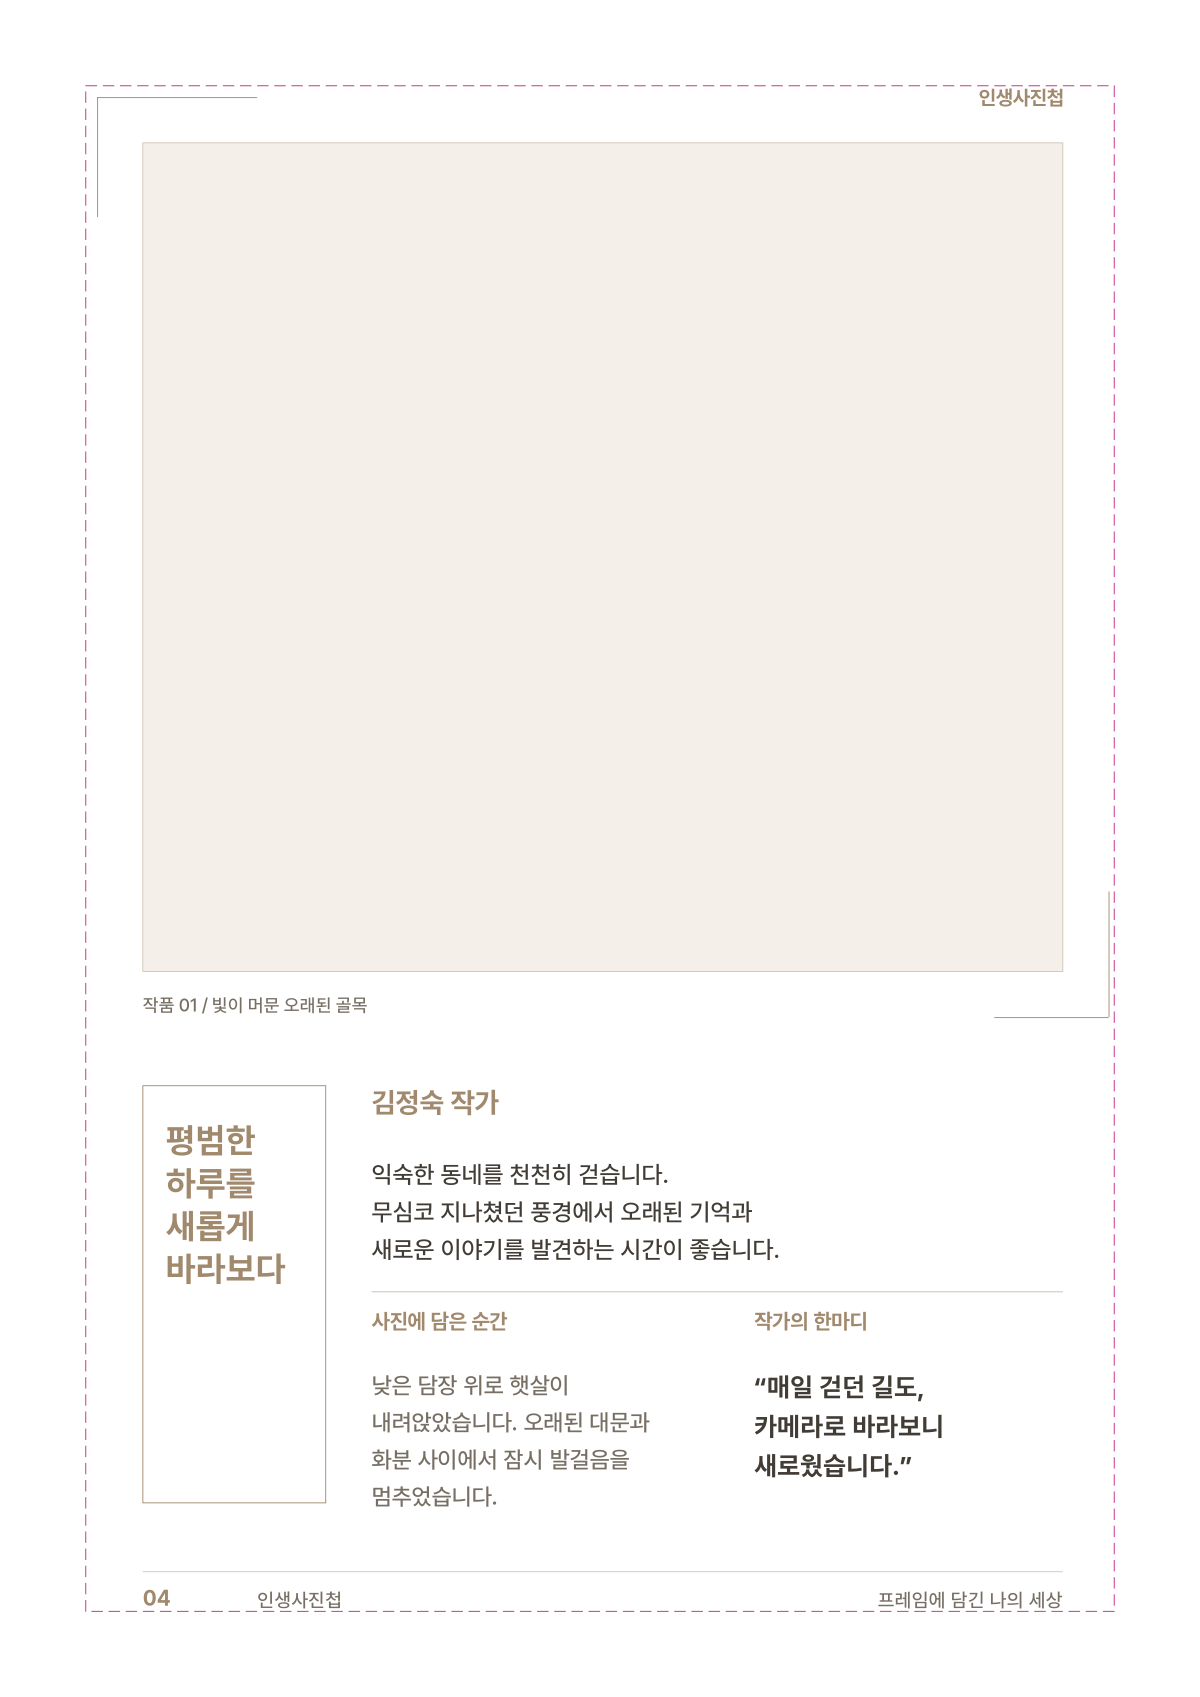 인생사진첩
작품 01 / 빛이 머문 오래된 골목
평범한
하루를
새롭게
바라보다
김정숙 작가
익숙한 동네를 천천히 걷습니다.
무심코 지나쳤던 풍경에서 오래된 기억과
새로운 이야기를 발견하는 시간이 좋습니다.
사진에 담은 순간
낮은 담장 위로 햇살이
내려앉았습니다. 오래된 대문과
화분 사이에서 잠시 발걸음을
멈추었습니다.
작가의 한마디
“매일 걷던 길도,
카메라로 바라보니
새로웠습니다.”
04 인생사진첩 프레임에 담긴 나의 세상